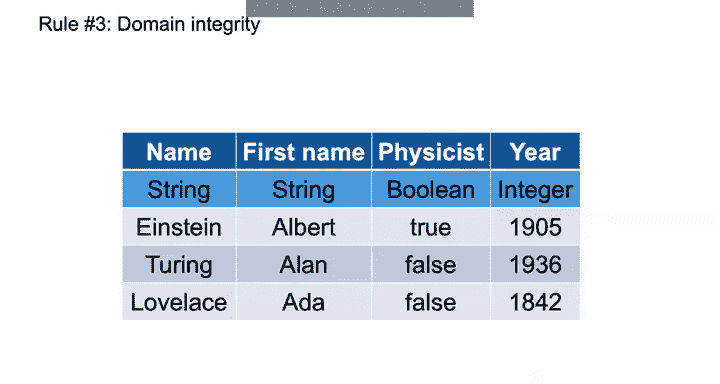 Rule #3: Domain integrity
Name First name Physicist Year
String String Boolean Integer
Einstein Albert true 1905
Turing Alan false 1936
Lovelace Ada false 1842